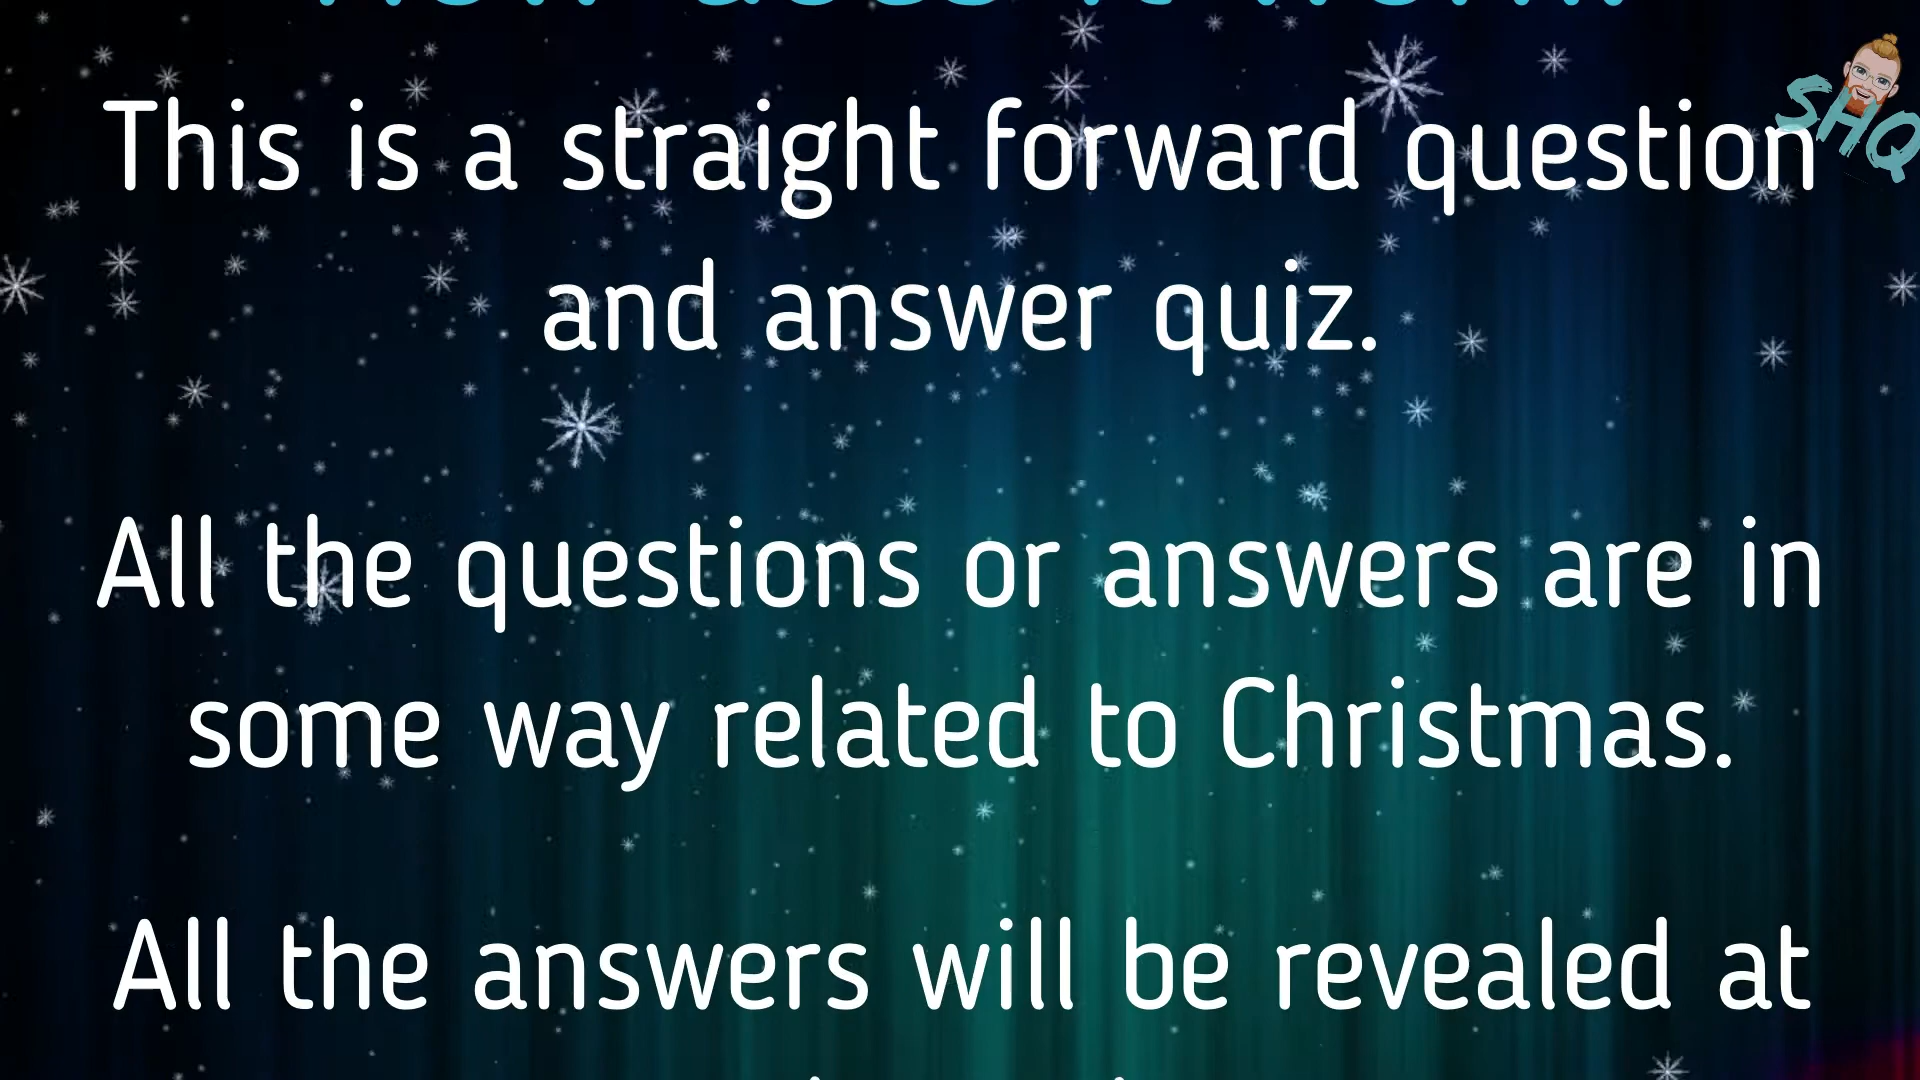 This is a straight forward question
and answer quiz.
All the questions or answers are in
some way related to Christmas.
All the answers will be revealed at
SHQ